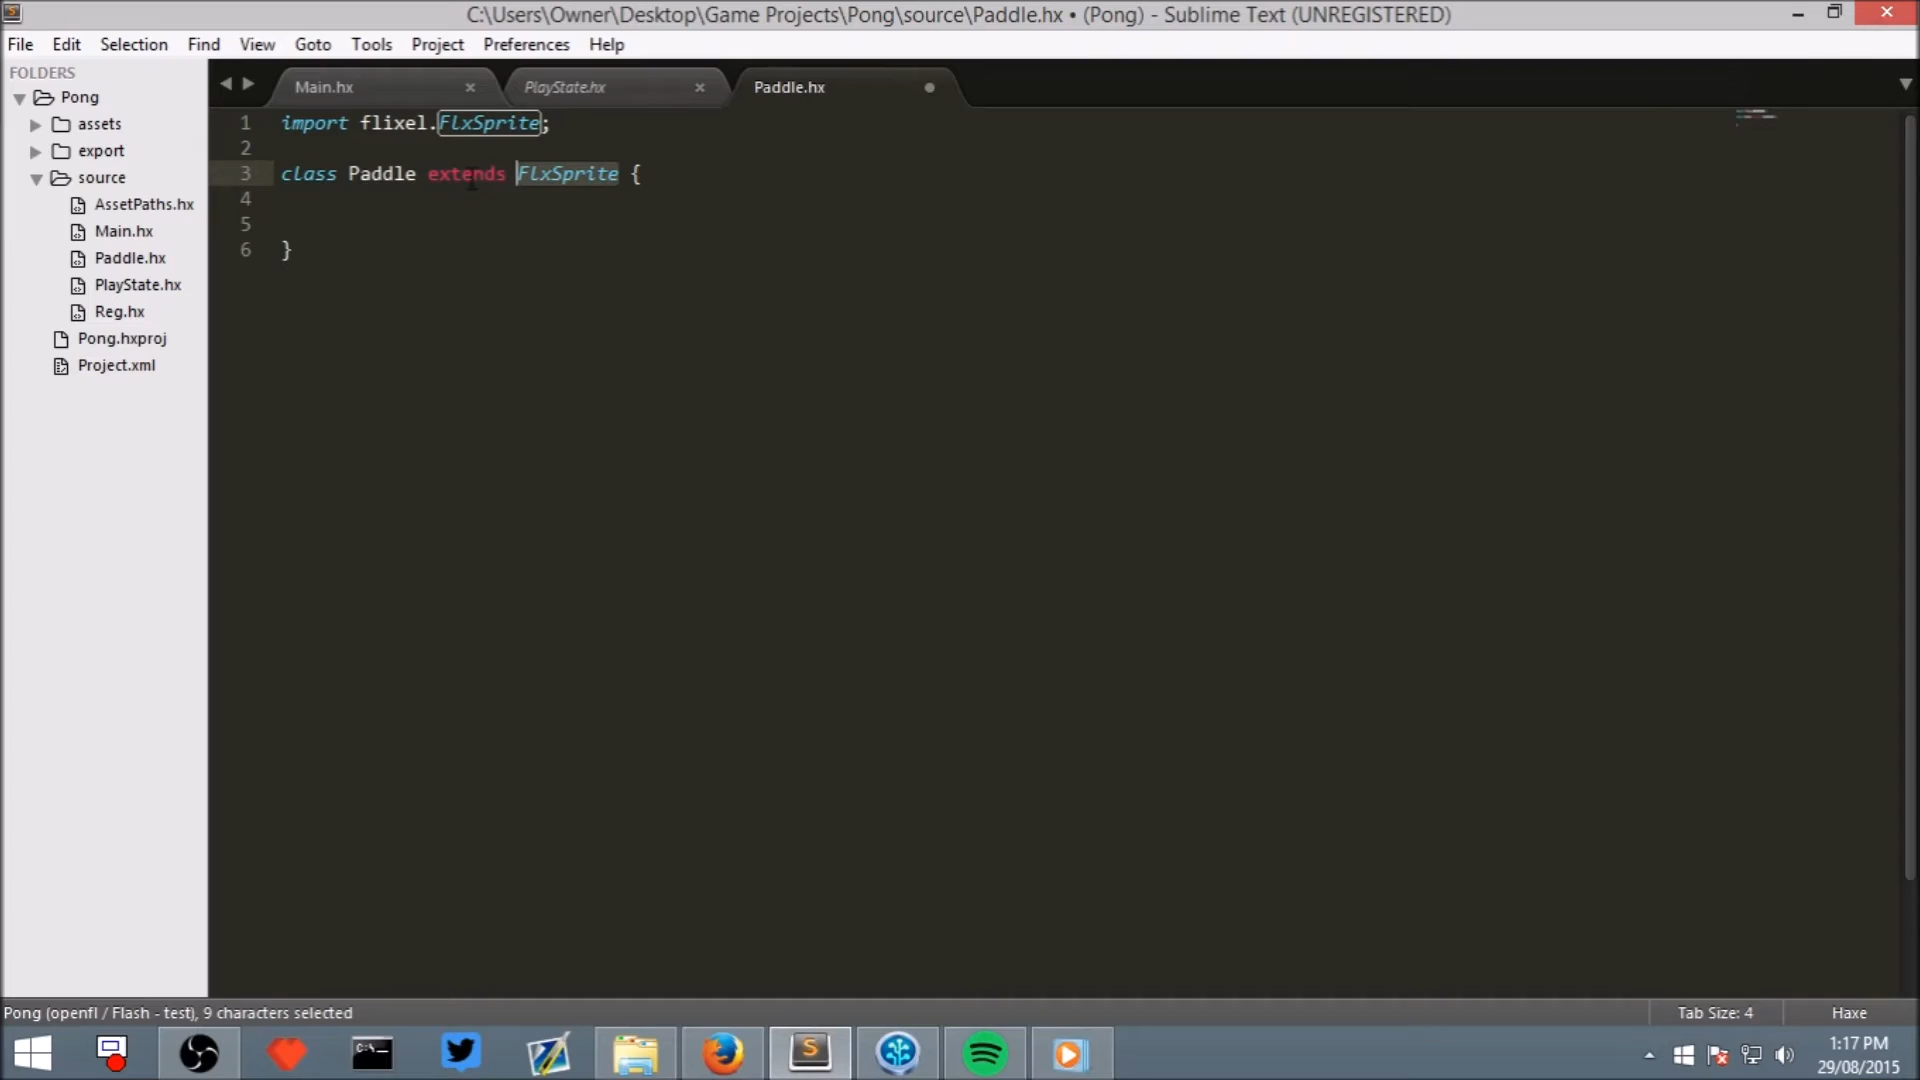 C:\Users\Owner\Desktop\Game Projects\Pong\source\Paddle.hx • (Pong) - Sublime Text (UNREGISTERED)
File Edit Selection Find View Goto Tools Project Preferences Help
FOLDERS
Pong
assets
export
source
AssetPaths.hx
Main.hx
Paddle.hx
PlayState.hx
Reg.hx
Pong.hxproj
Project.xml
Main.hx × PlayState.hx × Paddle.hx
1 import flixel.FlxSprite;
2
3 class Paddle extends FlxSprite {
4
5
6 }
Pong (openfl / Flash - test), 9 characters selected Tab Size: 4 Haxe
C:\_
S
1:17 PM
29/08/2015